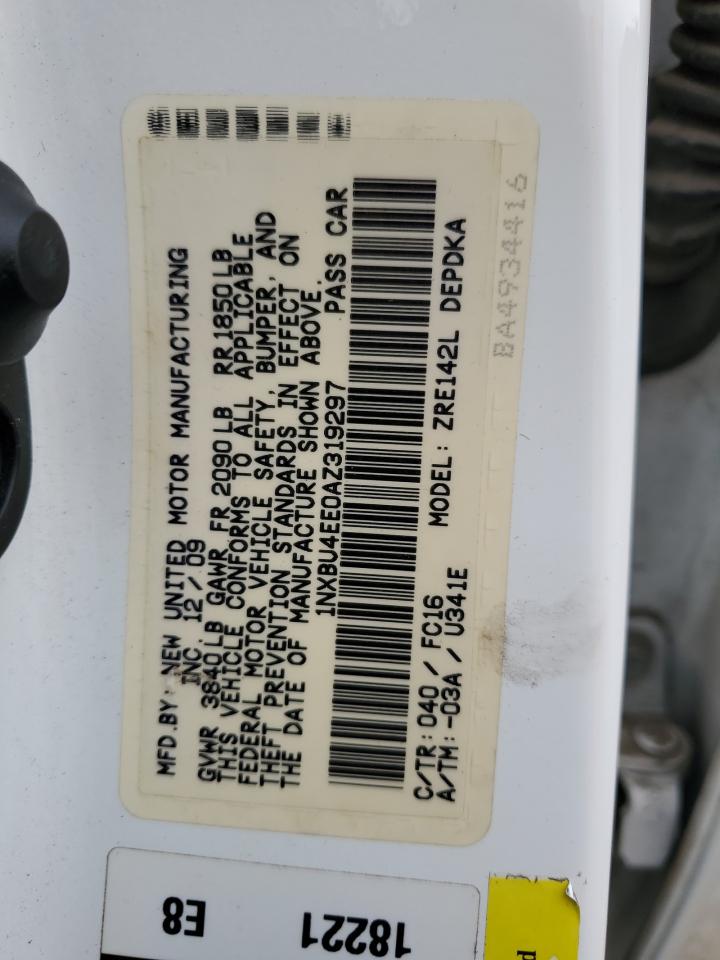 MFD.BY: NEW UNITED MOTOR MANUFACTURING
INC. 12/09
GVWR 3840 LB GAWR FR 2090 LB RR 1850 LB
THIS VEHICLE CONFORMS TO ALL APPLICABLE
FEDERAL MOTOR VEHICLE SAFETY, BUMPER, AND
THEFT PREVENTION STANDARDS IN EFFECT ON
THE DATE OF MANUFACTURE SHOWN ABOVE.
1NXBU4EE0AZ319297 PASS CAR
C/TR: 040 / FC16 MODEL: ZRE142L DEPDKA
A/TM: -03A / U341E
BA4934416
E8
18221